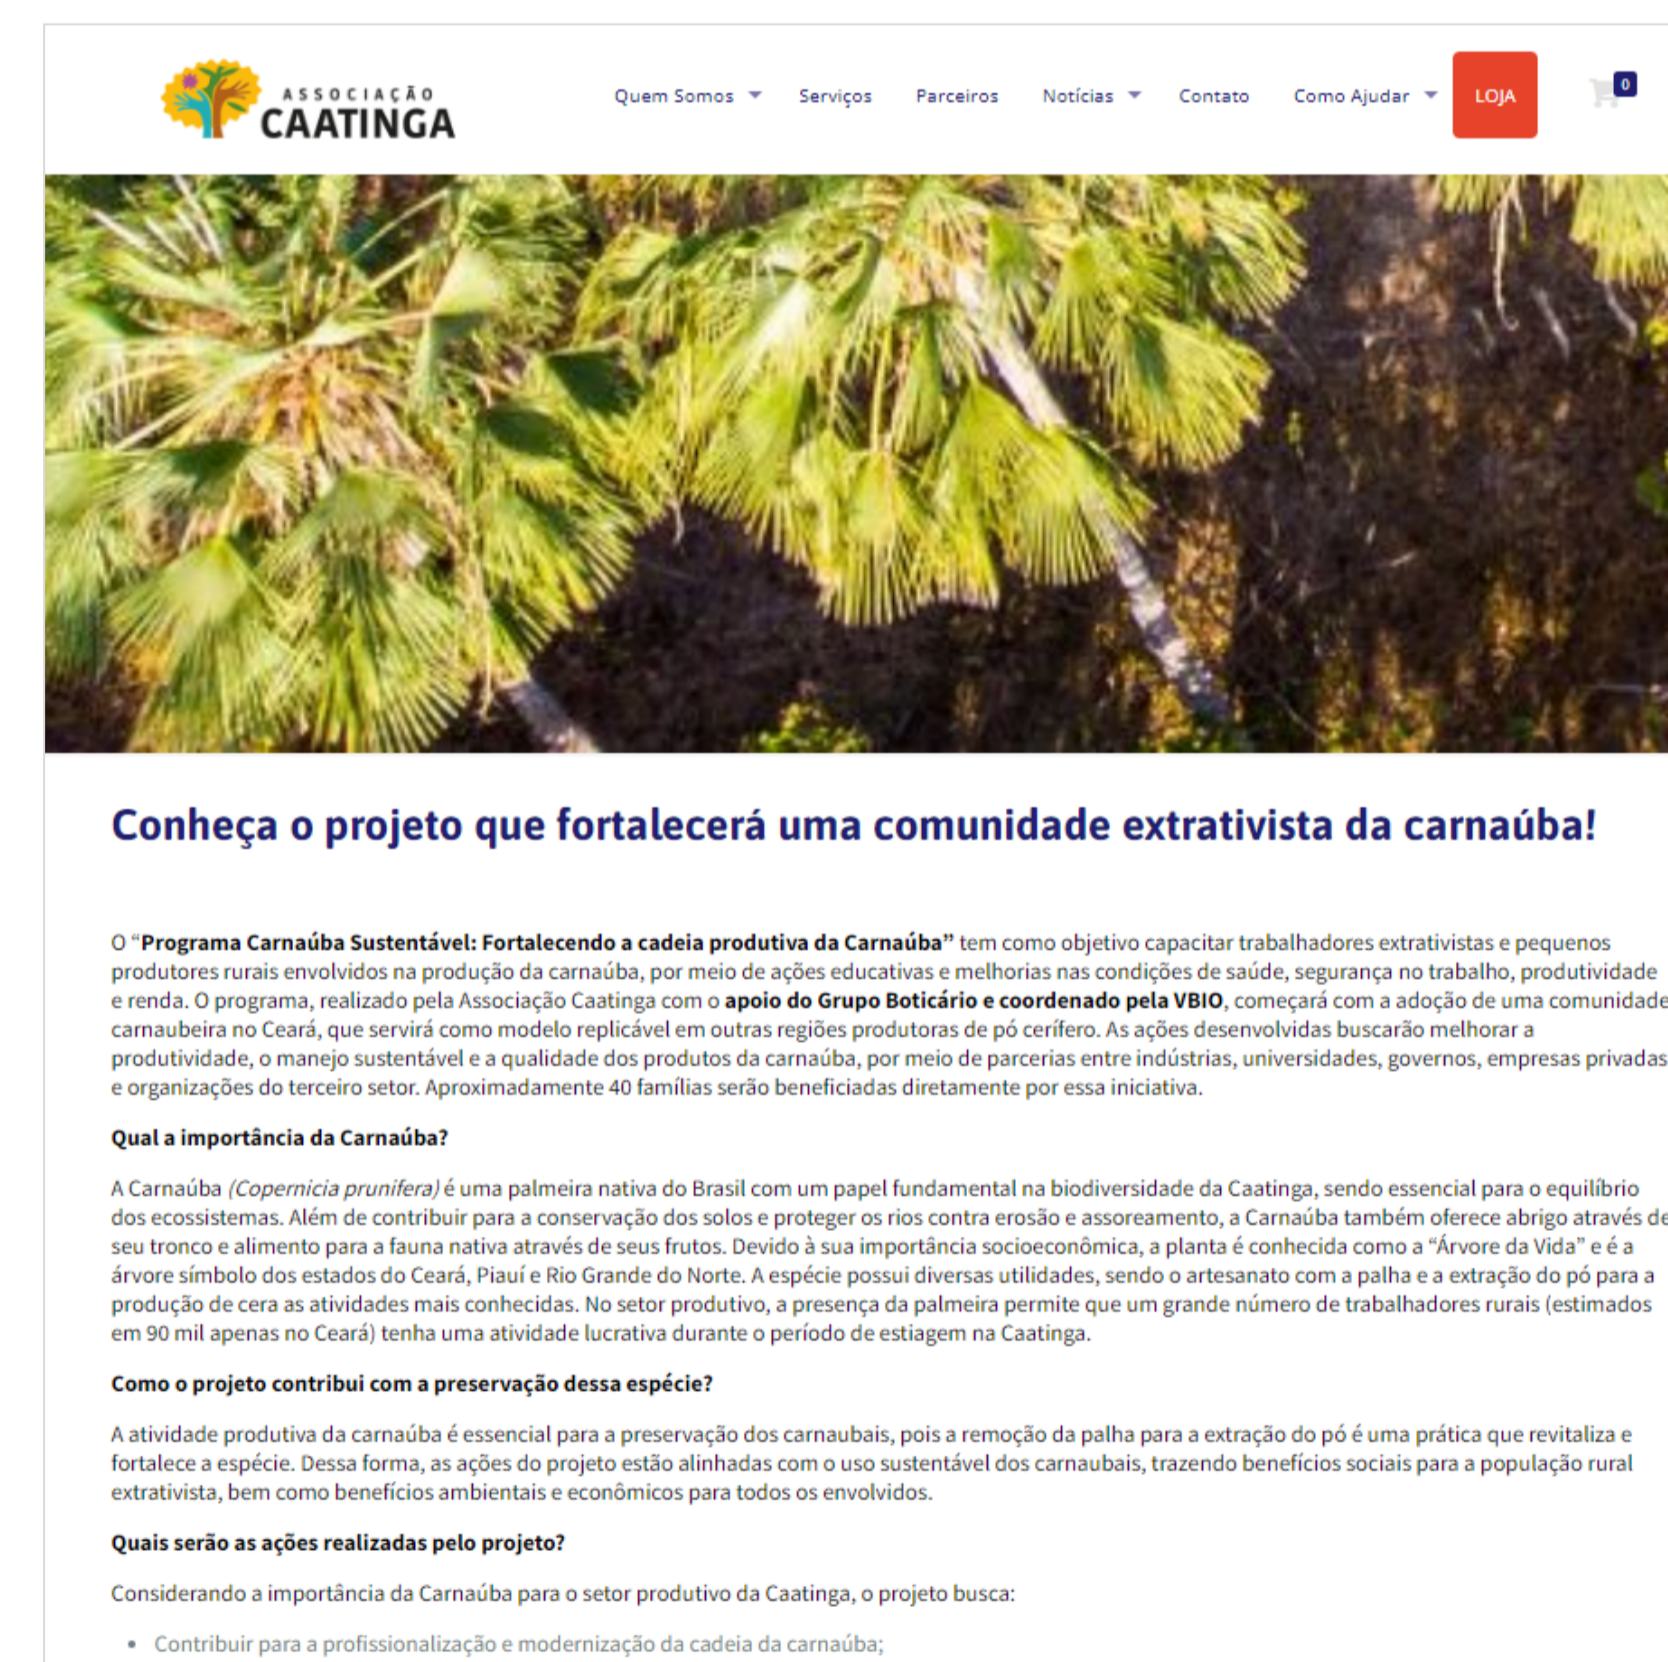 ASSOCIAÇÃO
CAATINGA
Quem Somos Serviços Parceiros Notícias Contato Como Ajudar LOJA 0
Conheça o projeto que fortalecerá uma comunidade extrativista da carnaúba!
O “Programa Carnaúba Sustentável: Fortalecendo a cadeia produtiva da Carnaúba” tem como objetivo capacitar trabalhadores extrativistas e pequenos
produtores rurais envolvidos na produção da carnaúba, por meio de ações educativas e melhorias nas condições de saúde, segurança no trabalho, produtividade
e renda. O programa, realizado pela Associação Caatinga com o apoio do Grupo Boticário e coordenado pela VBIO, começará com a adoção de uma comunidade
carnaubeira no Ceará, que servirá como modelo replicável em outras regiões produtoras de pó cerífero. As ações desenvolvidas buscarão melhorar a
produtividade, o manejo sustentável e a qualidade dos produtos da carnaúba, por meio de parcerias entre indústrias, universidades, governos, empresas privadas
e organizações do terceiro setor. Aproximadamente 40 famílias serão beneficiadas diretamente por essa iniciativa.
Qual a importância da Carnaúba?
A Carnaúba (Copernicia prunifera) é uma palmeira nativa do Brasil com um papel fundamental na biodiversidade da Caatinga, sendo essencial para o equilíbrio
dos ecossistemas. Além de contribuir para a conservação dos solos e proteger os rios contra erosão e assoreamento, a Carnaúba também oferece abrigo através de
seu tronco e alimento para a fauna nativa através de seus frutos. Devido à sua importância socioeconômica, a planta é conhecida como a “Árvore da Vida” e é a
árvore símbolo dos estados do Ceará, Piauí e Rio Grande do Norte. A espécie possui diversas utilidades, sendo o artesanato com a palha e a extração do pó para a
produção de cera as atividades mais conhecidas. No setor produtivo, a presença da palmeira permite que um grande número de trabalhadores rurais (estimados
em 90 mil apenas no Ceará) tenha uma atividade lucrativa durante o período de estiagem na Caatinga.
Como o projeto contribui com a preservação dessa espécie?
A atividade produtiva da carnaúba é essencial para a preservação dos carnaubais, pois a remoção da palha para a extração do pó é uma prática que revitaliza e
fortalece a espécie. Dessa forma, as ações do projeto estão alinhadas com o uso sustentável dos carnaubais, trazendo benefícios sociais para a população rural
extrativista, bem como benefícios ambientais e econômicos para todos os envolvidos.
Quais serão as ações realizadas pelo projeto?
Considerando a importância da Carnaúba para o setor produtivo da Caatinga, o projeto busca:
• Contribuir para a profissionalização e modernização da cadeia da carnaúba;